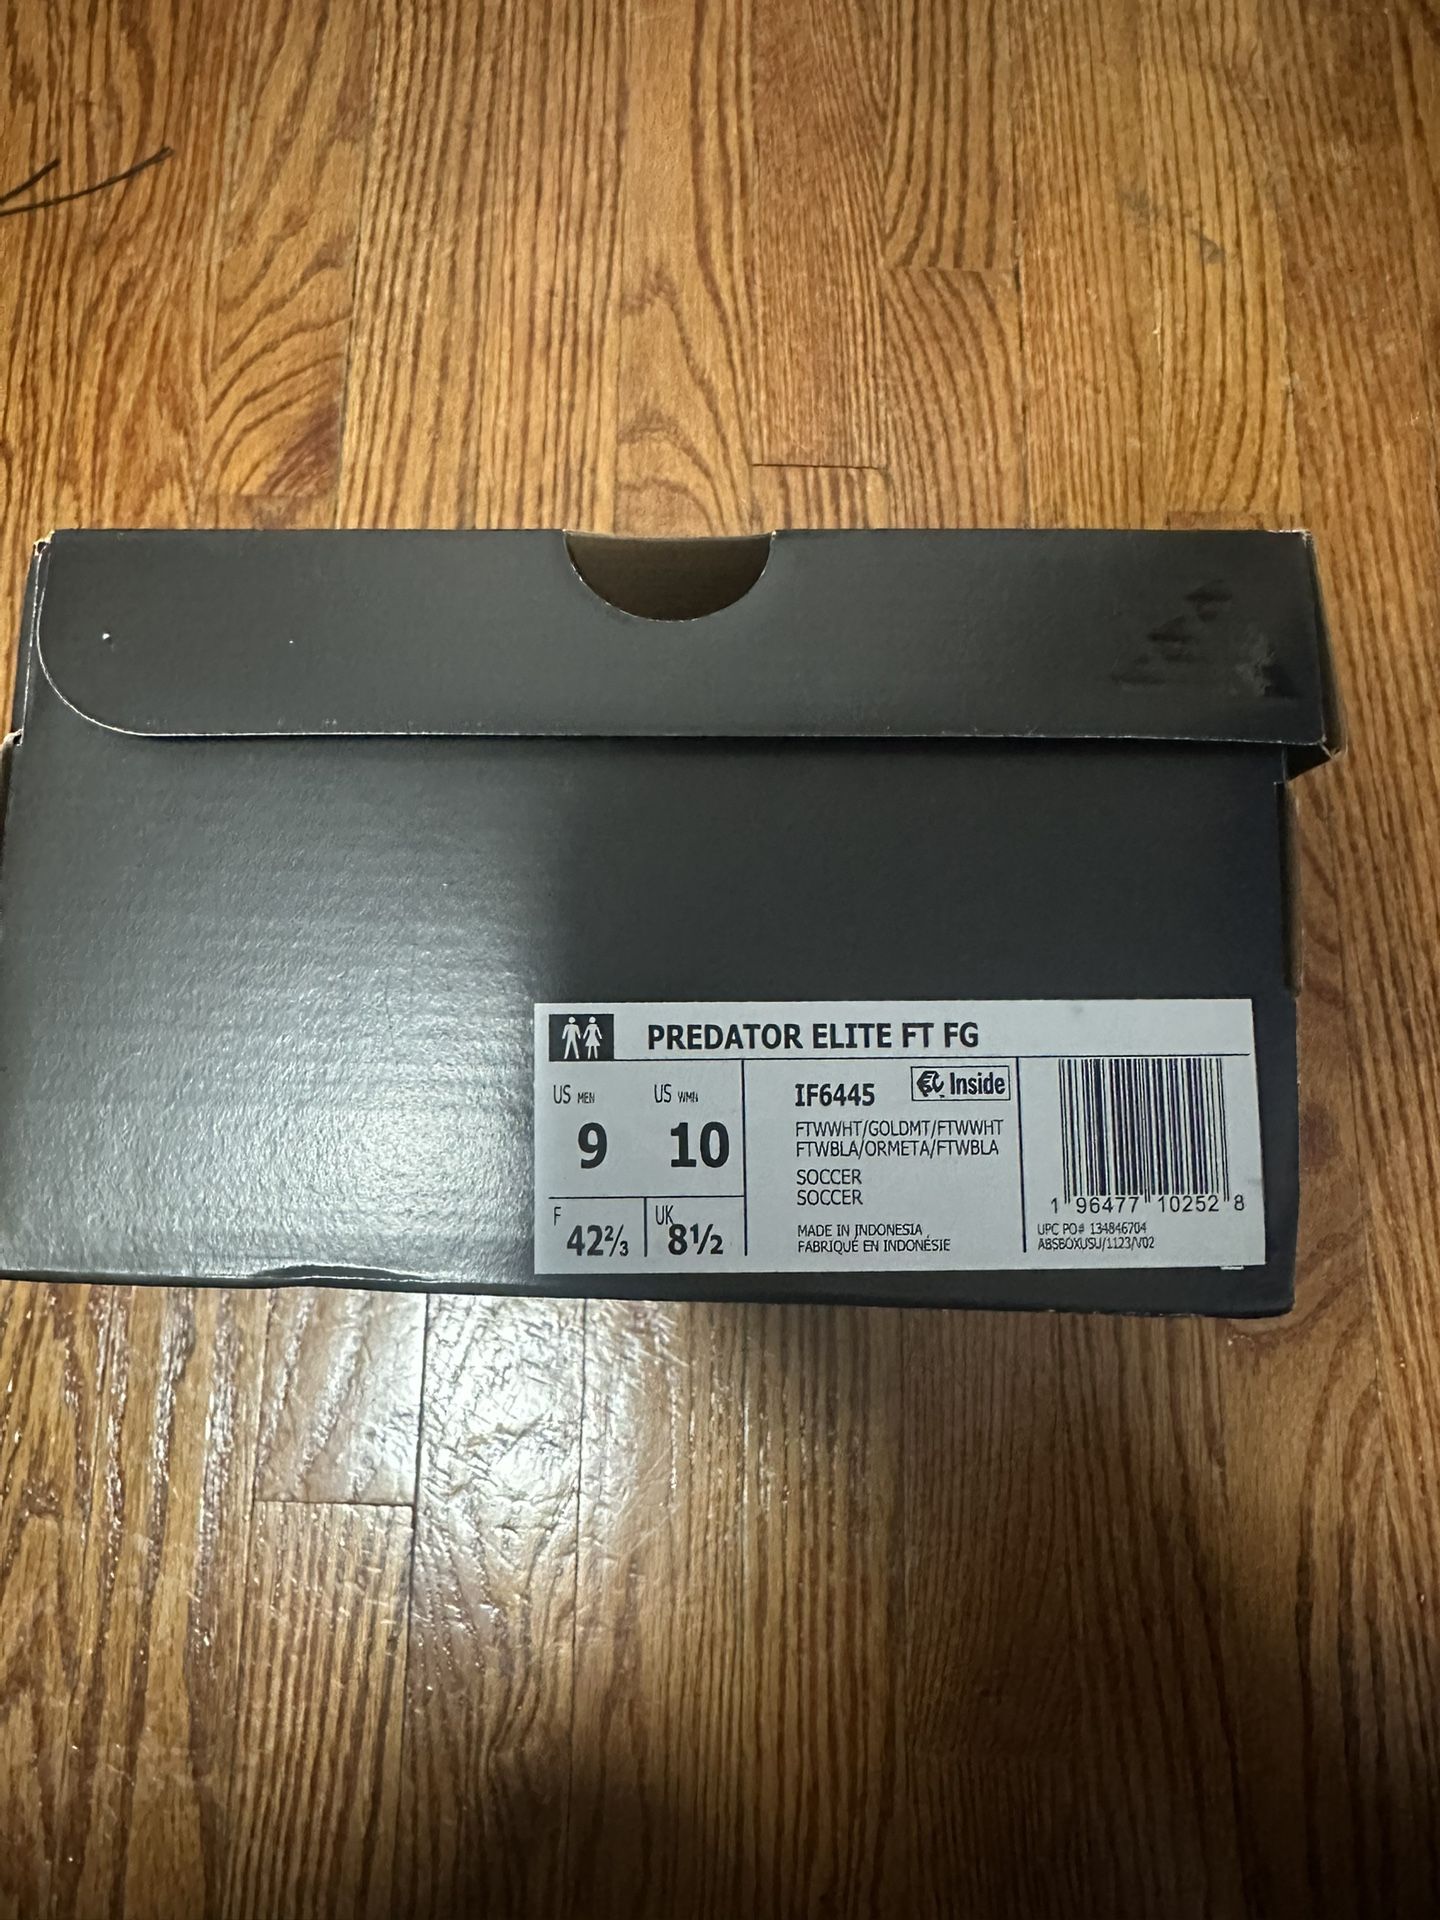 PREDATOR ELITE FT FG
US MEN
9
US WMN
10
F
42⅔
UK
8½
IF6445
Inside
FTWWHT/GOLDMT/FTWWHT
FTWBLA/ORMETA/FTWBLA
SOCCER
SOCCER
MADE IN INDONESIA
FABRIQUÉ EN INDONÉSIE
1 96477 10252 8
UPC PO# 134846704
ABSBOXUSU/1123/V02